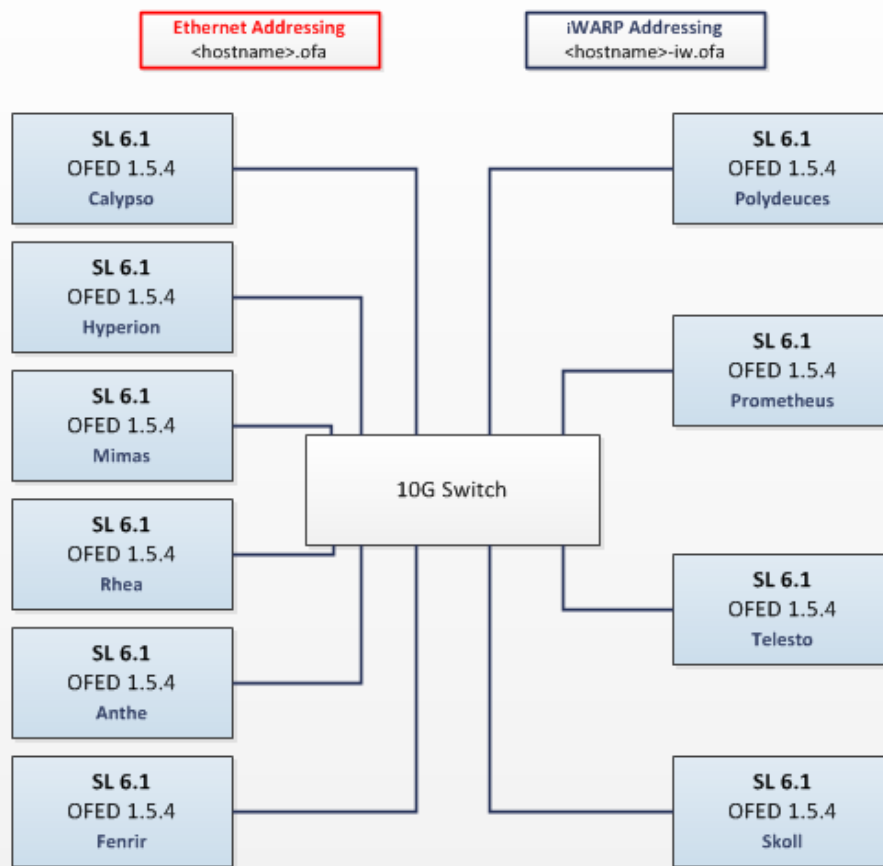 Ethernet Addressing
<hostname>.ofa
iWARP Addressing
<hostname>-iw.ofa
SL 6.1
OFED 1.5.4
Calypso
SL 6.1
OFED 1.5.4
Hyperion
SL 6.1
OFED 1.5.4
Mimas
SL 6.1
OFED 1.5.4
Rhea
SL 6.1
OFED 1.5.4
Anthe
SL 6.1
OFED 1.5.4
Fenrir
10G Switch
SL 6.1
OFED 1.5.4
Polydeuces
SL 6.1
OFED 1.5.4
Prometheus
SL 6.1
OFED 1.5.4
Telesto
SL 6.1
OFED 1.5.4
Skoll